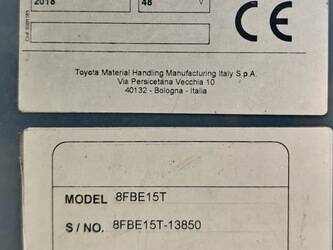 2018 48 V
CE
Toyota Material Handling Manufacturing Italy S.p.A.
Via Persicetana Vecchia 10
40132 - Bologna - Italia
MODEL 8FBE15T
S / NO. 8FBE15T-13850